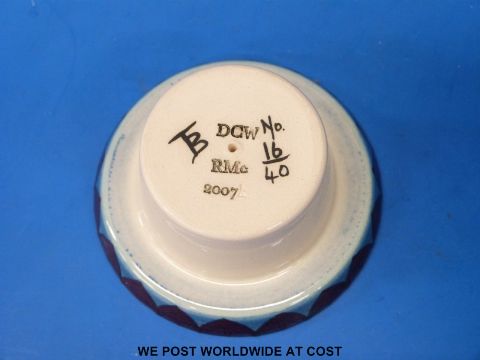 TB
DCW
RMc
2007
No.
16
40
WE POST WORLDWIDE AT COST